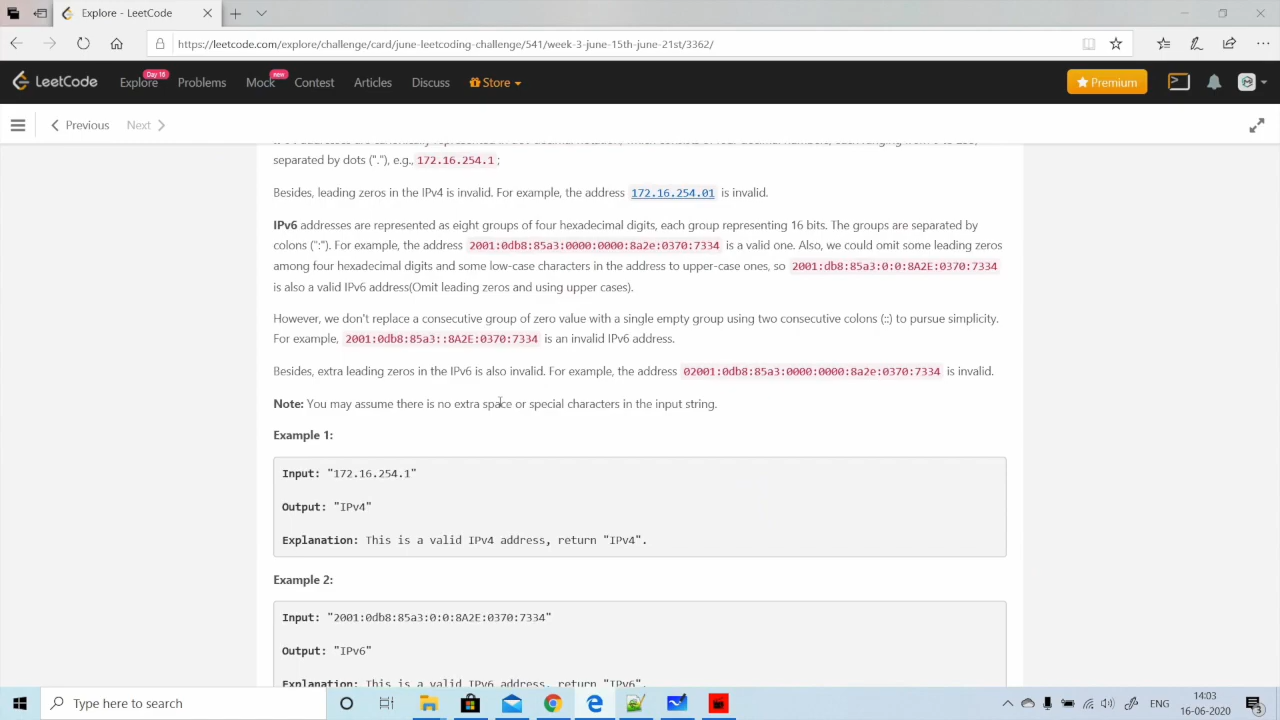 Explore - LeetCode
https://leetcode.com/explore/challenge/card/june-leetcoding-challenge/541/week-3-june-15th-june-21st/3362/
LeetCode Explore Day 16 Problems Mock new Contest Articles Discuss Store Premium
Previous Next
separated by dots ("."), e.g., 172.16.254.1 ;
Besides, leading zeros in the IPv4 is invalid. For example, the address 172.16.254.01 is invalid.
IPv6 addresses are represented as eight groups of four hexadecimal digits, each group representing 16 bits. The groups are separated by
colons (":"). For example, the address 2001:0db8:85a3:0000:0000:8a2e:0370:7334 is a valid one. Also, we could omit some leading zeros
among four hexadecimal digits and some low-case characters in the address to upper-case ones, so 2001:db8:85a3:0:0:8A2E:0370:7334
is also a valid IPv6 address(Omit leading zeros and using upper cases).
However, we don't replace a consecutive group of zero value with a single empty group using two consecutive colons (::) to pursue simplicity.
For example, 2001:0db8:85a3::8A2E:0370:7334 is an invalid IPv6 address.
Besides, extra leading zeros in the IPv6 is also invalid. For example, the address 02001:0db8:85a3:0000:0000:8a2e:0370:7334 is invalid.
Note: You may assume there is no extra space or special characters in the input string.
Example 1:
Input: "172.16.254.1"
Output: "IPv4"
Explanation: This is a valid IPv4 address, return "IPv4".
Example 2:
Input: "2001:0db8:85a3:0:0:8A2E:0370:7334"
Output: "IPv6"
Explanation: This is a valid IPv6 address, return "IPv6".
Type here to search
ENG
14:03
16-06-2020
3